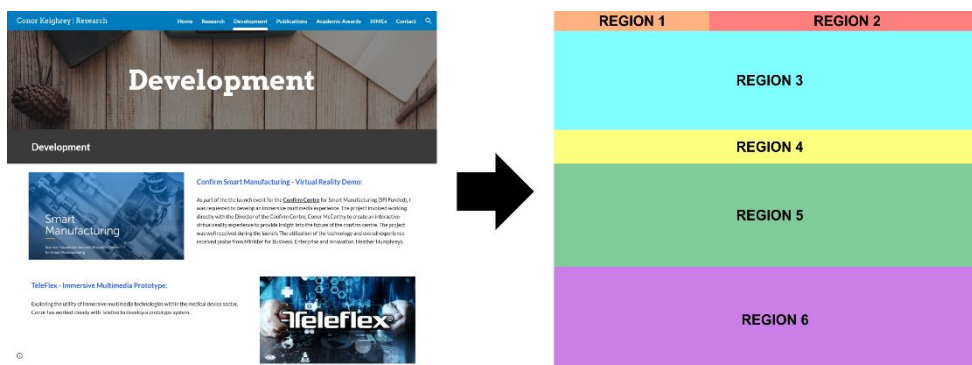 Conor Keighrey | Research
Home Research Development Publications Academic Awards Contact
Development
Development
Smart
Manufacturing
Confirm Smart Manufacturing - Virtual Reality Demo:
As part of the the launch event for the Confirm Centre for Smart Manufacturing (SFI Funded), I
was requested to develop an immersive multimedia experience. The project involved working
directly with the Director of the Confirm Centre, Conor McCarthy to create an interactive
virtual reality experience to provide insight into the future of the confirm centre. The project
was well received during the launch. The utilization of the technology and overall experience
received praise from Minister for Business, Enterprise and Innovation, Heather Humphreys.
TeleFlex - Immersive Multimedia Prototype:
Exploring the utility of immersive multimedia technologies within the medical device sector,
Conor has worked closely with Teleflex to develop a prototype system.
Teleflex
REGION 1
REGION 2
REGION 3
REGION 4
REGION 5
REGION 6